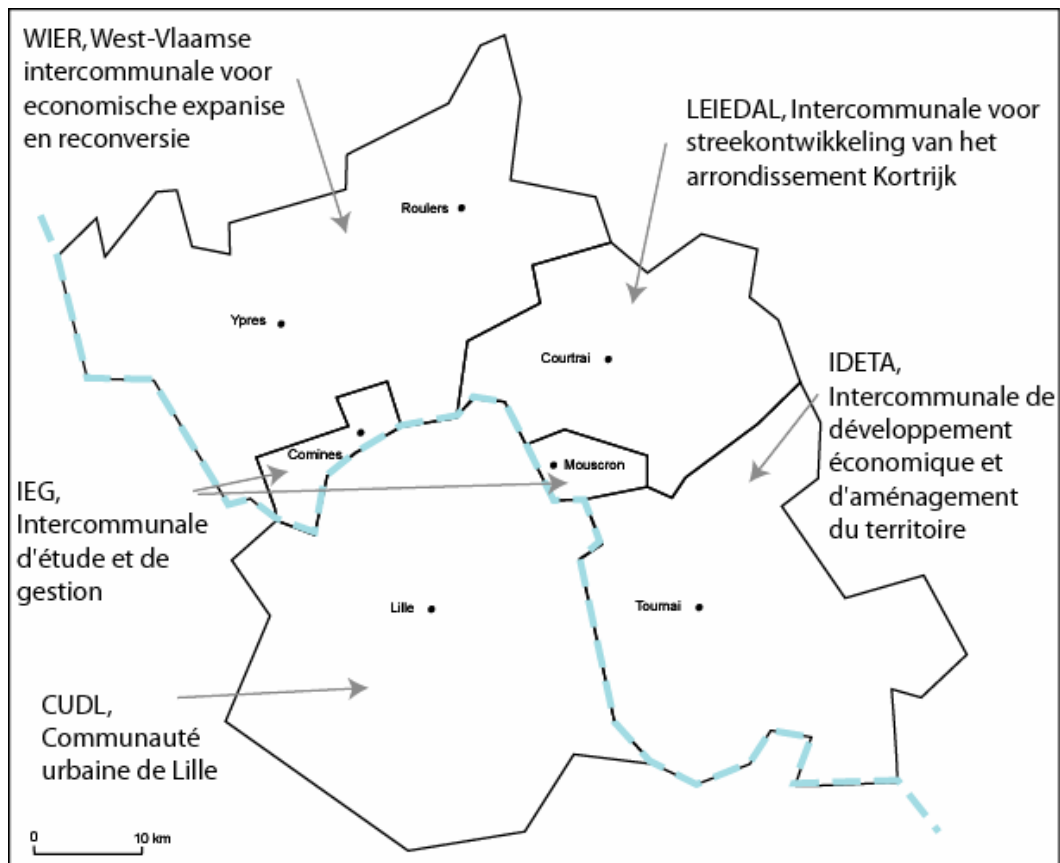 WIER, West-Vlaamse
intercommunale voor
economische expanise
en reconversie
LEIEDAL, Intercommunale voor
streekontwikkeling van het
arrondissement Kortrijk
Roulers
Ypres
Courtrai
IDETA,
Intercommunale de
développement
économique et
d'aménagement
du territoire
Comines
Mouscron
IEG,
Intercommunale
d'étude et de
gestion
Lille
Tournai
CUDL,
Communauté
urbaine de Lille
0 10 km